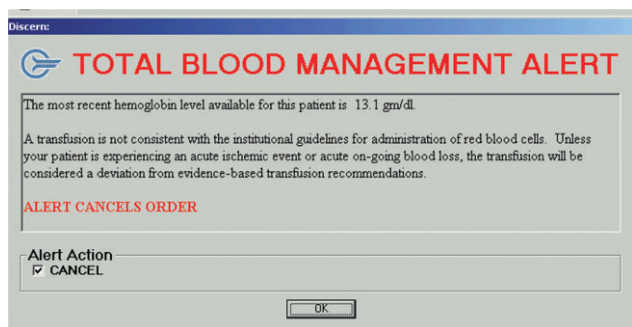 Discern:
TOTAL BLOOD MANAGEMENT ALERT
The most recent hemoglobin level available for this patient is 13.1 gm/dl.
A transfusion is not consistent with the institutional guidelines for administration of red blood cells. Unless
your patient is experiencing an acute ischemic event or acute on-going blood loss, the transfusion will be
considered a deviation from evidence-based transfusion recommendations.
ALERT CANCELS ORDER
Alert Action
CANCEL
OK